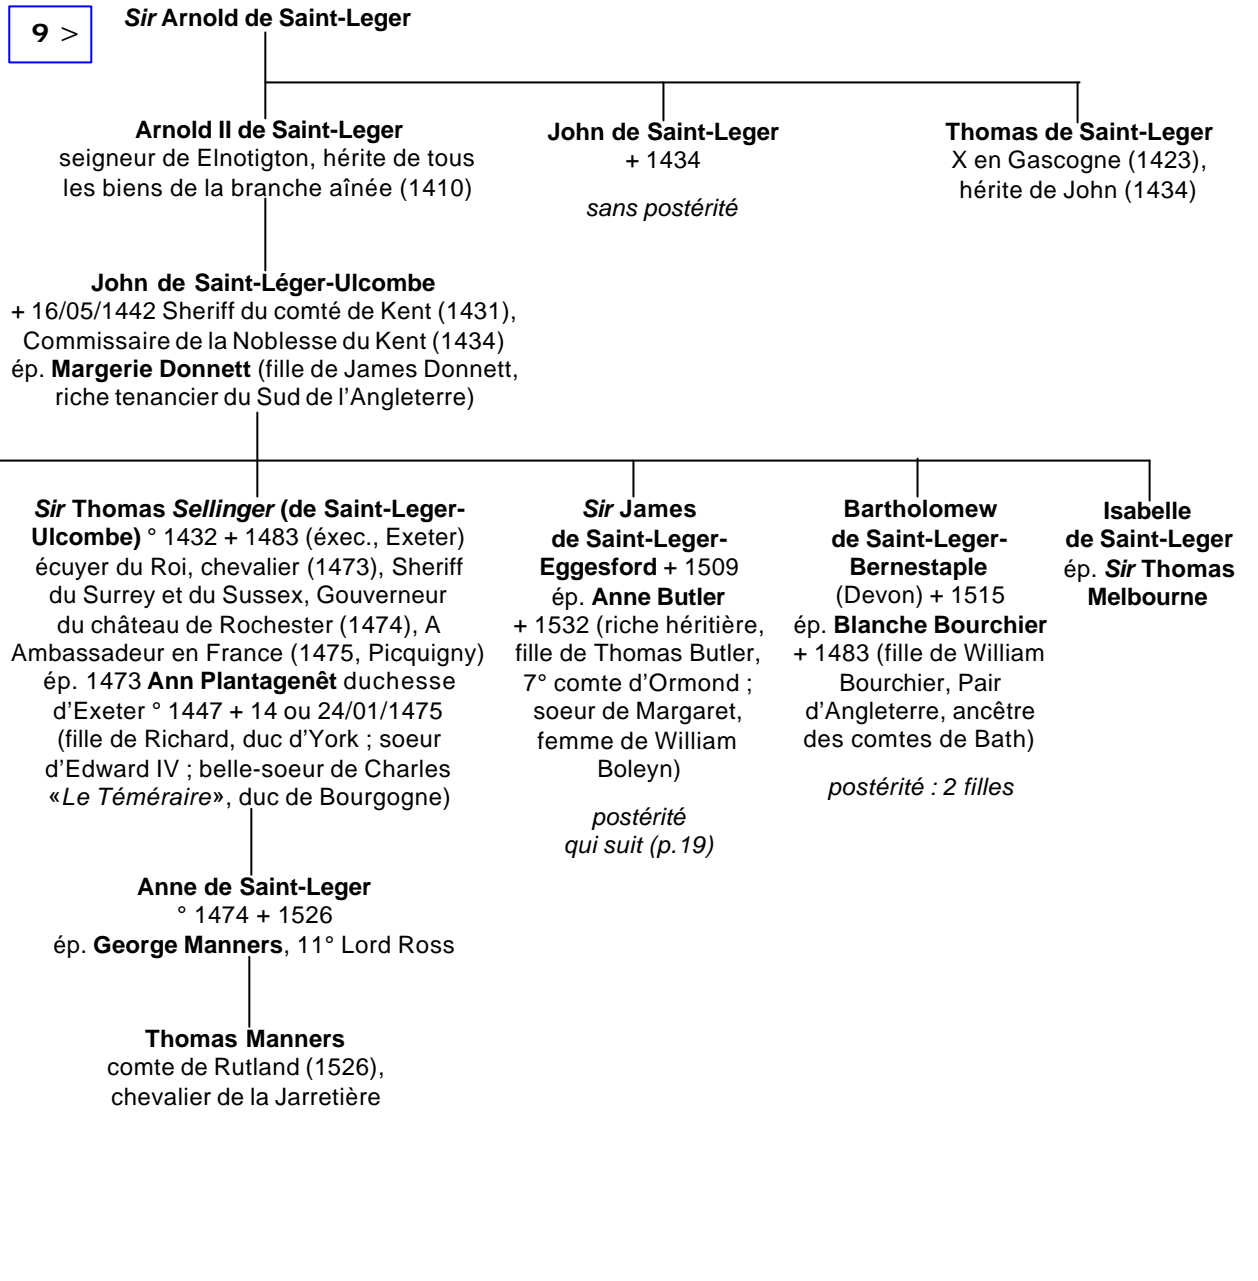 9 >
Sir Arnold de Saint-Leger
Arnold II de Saint-Leger
seigneur de Elnotigton, hérite de tous
les biens de la branche aînée (1410)
John de Saint-Leger
+ 1434
sans postérité
Thomas de Saint-Leger
X en Gascogne (1423),
hérite de John (1434)
John de Saint-Léger-Ulcombe
+ 16/05/1442 Sheriff du comté de Kent (1431),
Commissaire de la Noblesse du Kent (1434)
ép. Margerie Donnett (fille de James Donnett,
riche tenancier du Sud de l'Angleterre)
Sir Thomas Sellinger (de Saint-Leger-
Ulcombe) ° 1432 + 1483 (éxec., Exeter)
écuyer du Roi, chevalier (1473), Sheriff
du Surrey et du Sussex, Gouverneur
du château de Rochester (1474), A
Ambassadeur en France (1475, Picquigny)
ép. 1473 Ann Plantagenêt duchesse
d'Exeter ° 1447 + 14 ou 24/01/1475
(fille de Richard, duc d'York ; soeur
d'Edward IV ; belle-soeur de Charles
«Le Téméraire», duc de Bourgogne)
Sir James
de Saint-Leger-
Eggesford + 1509
ép. Anne Butler
+ 1532 (riche héritière,
fille de Thomas Butler,
7° comte d'Ormond ;
soeur de Margaret,
femme de William
Boleyn)
postérité
qui suit (p.19)
Bartholomew
de Saint-Leger-
Bernestaple
(Devon) + 1515
ép. Blanche Bourchier
+ 1483 (fille de William
Bourchier, Pair
d'Angleterre, ancêtre
des comtes de Bath)
postérité : 2 filles
Isabelle
de Saint-Leger
ép. Sir Thomas
Melbourne
Anne de Saint-Leger
° 1474 + 1526
ép. George Manners, 11° Lord Ross
Thomas Manners
comte de Rutland (1526),
chevalier de la Jarretière